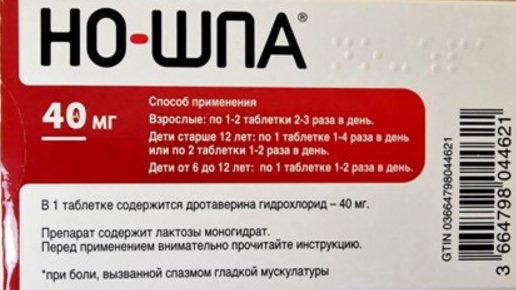 НО-ШПА®
40 мг
Способ применения
Взрослые: по 1-2 таблетки 2-3 раза в день.
Дети старше 12 лет: по 1 таблетке 1-4 раза в день
или по 2 таблетки 1-2 раза в день.
Дети от 6 до 12 лет: по 1 таблетке 1-2 раза в день.
В 1 таблетке содержится дротаверина гидрохлорид – 40 мг.
Препарат содержит лактозы моногидрат.
Перед применением внимательно прочитайте инструкцию.
*при боли, вызванной спазмом гладкой мускулатуры
GTIN 03664798044621
3 664798 044621